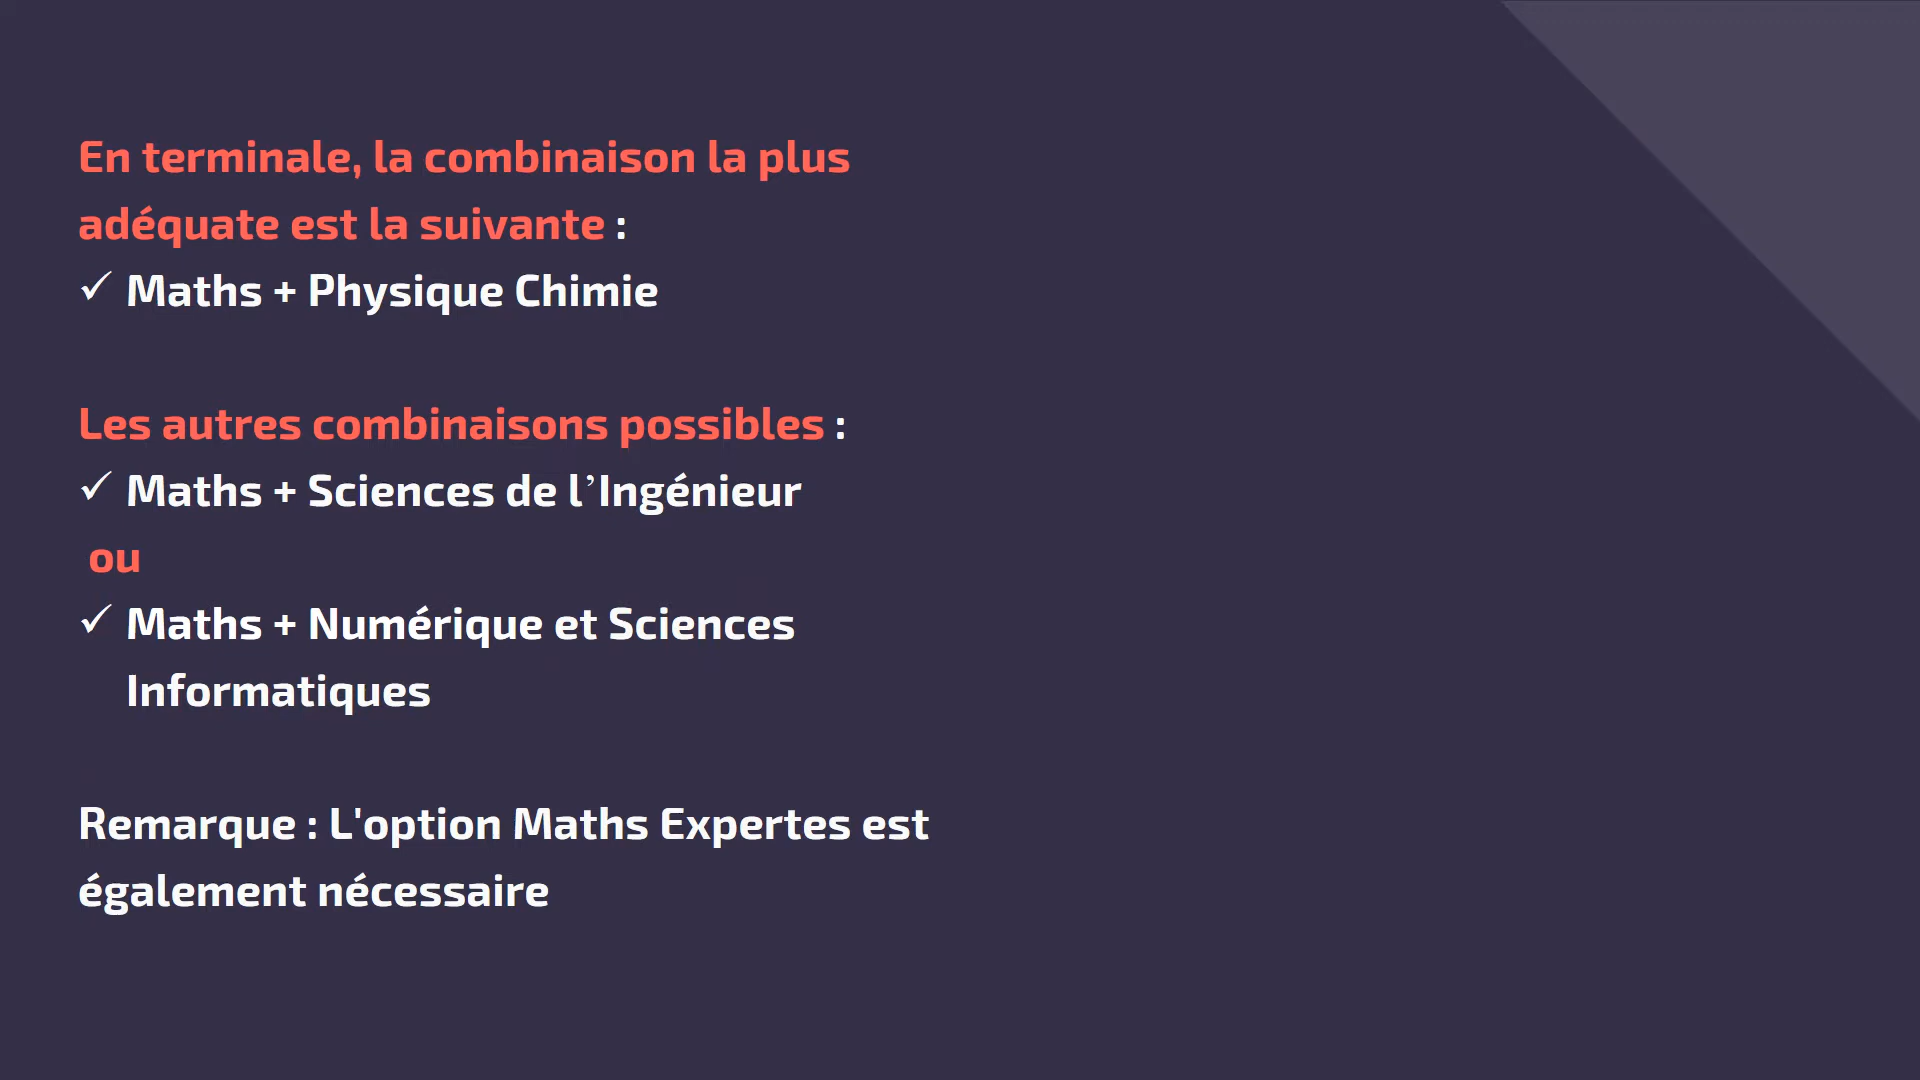 En terminale, la combinaison la plus
adéquate est la suivante :
✓ Maths + Physique Chimie
Les autres combinaisons possibles :
✓ Maths + Sciences de l’Ingénieur
ou
✓ Maths + Numérique et Sciences
Informatiques
Remarque : L'option Maths Expertes est
également nécessaire